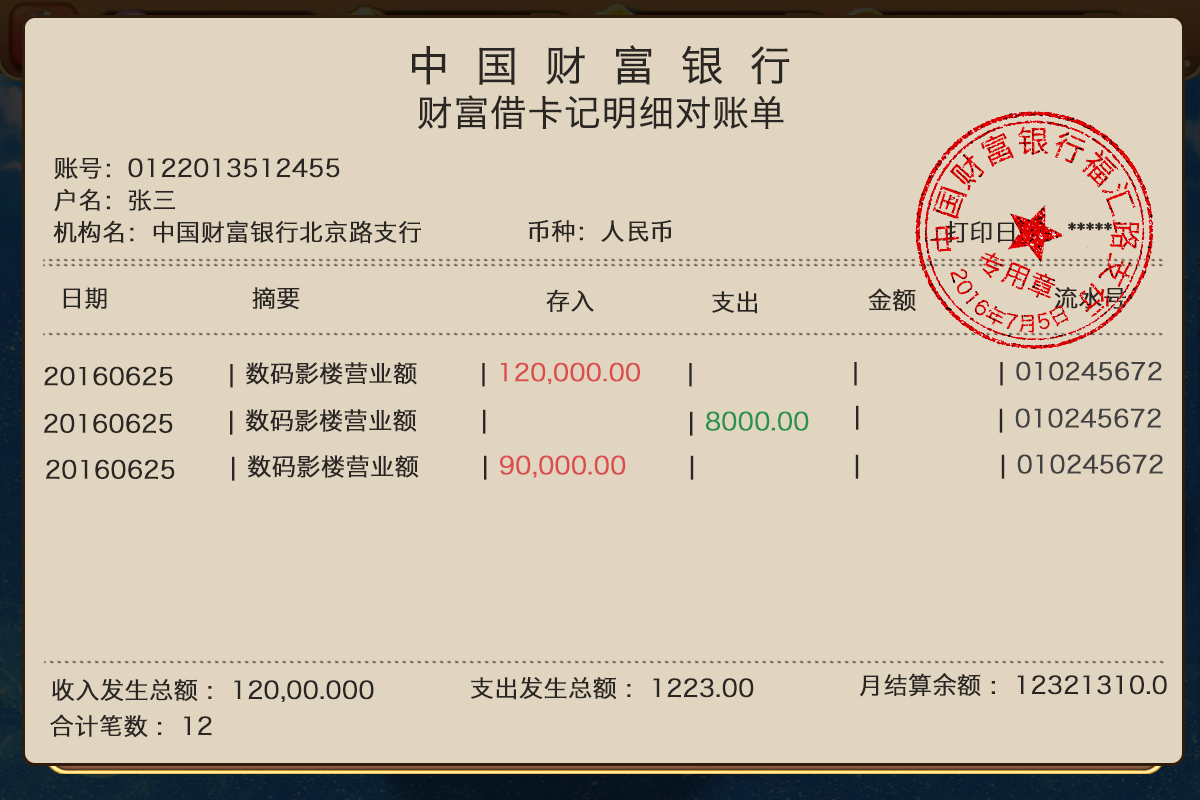 中国财富银行
财富借卡记明细对账单
账号：0122013512455
户名：张三
机构名：中国财富银行北京路支行 币种：人民币 打印日 *****
中国财富银行福汇路支行
专用章
2016年7月5日
日期 摘要 存入 支出 金额 流水号
20160625 | 数码影楼营业额 | 120,000.00 | | | 010245672
20160625 | 数码影楼营业额 | | 8000.00 | | 010245672
20160625 | 数码影楼营业额 | 90,000.00 | | | 010245672
收入发生总额： 120,00.000 支出发生总额： 1223.00 月结算余额： 12321310.0
合计笔数： 12